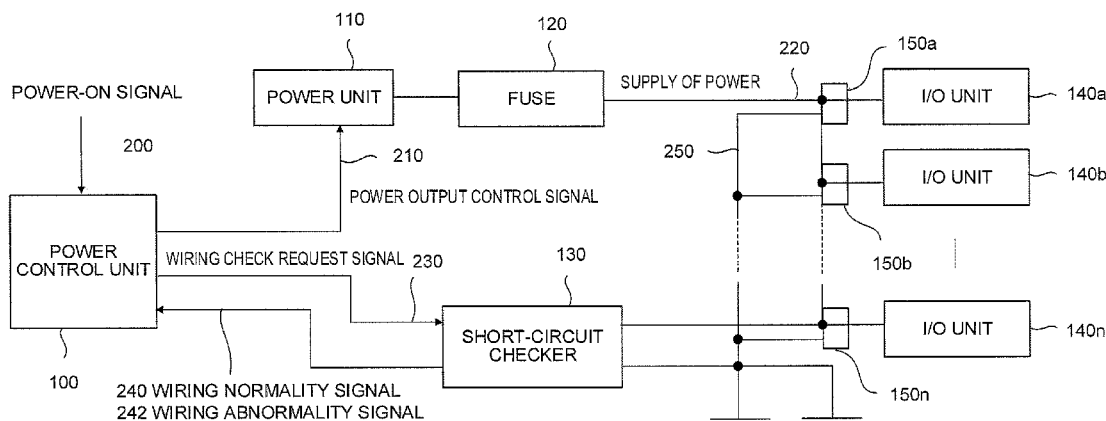 110
120
220
150a
POWER-ON SIGNAL
POWER UNIT
FUSE
SUPPLY OF POWER
I/O UNIT
140a
200
210
250
I/O UNIT
140b
POWER OUTPUT CONTROL SIGNAL
POWER
CONTROL UNIT
WIRING CHECK REQUEST SIGNAL
230
130
150b
SHORT-CIRCUIT
CHECKER
I/O UNIT
140n
100
240 WIRING NORMALITY SIGNAL
242 WIRING ABNORMALITY SIGNAL
150n